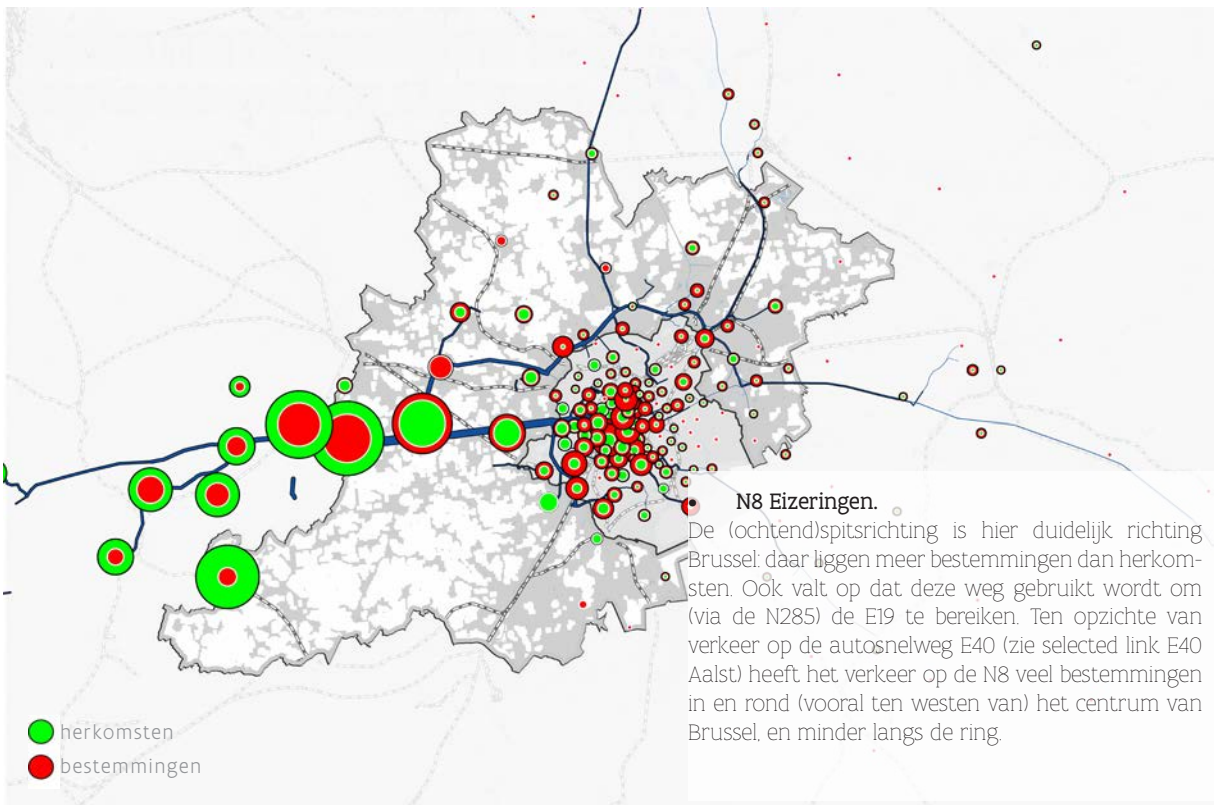 N8 Eizeringen.
De (ochtend)spitsrichting is hier duidelijk richting
Brussel: daar liggen meer bestemmingen dan herkom-
sten. Ook valt op dat deze weg gebruikt wordt om
(via de N285) de E19 te bereiken. Ten opzichte van
verkeer op de autosnelweg E40 (zie selected link E40
Aalst) heeft het verkeer op de N8 veel bestemmingen
in en rond (vooral ten westen van) het centrum van
Brussel, en minder langs de ring.
herkomsten
bestemmingen